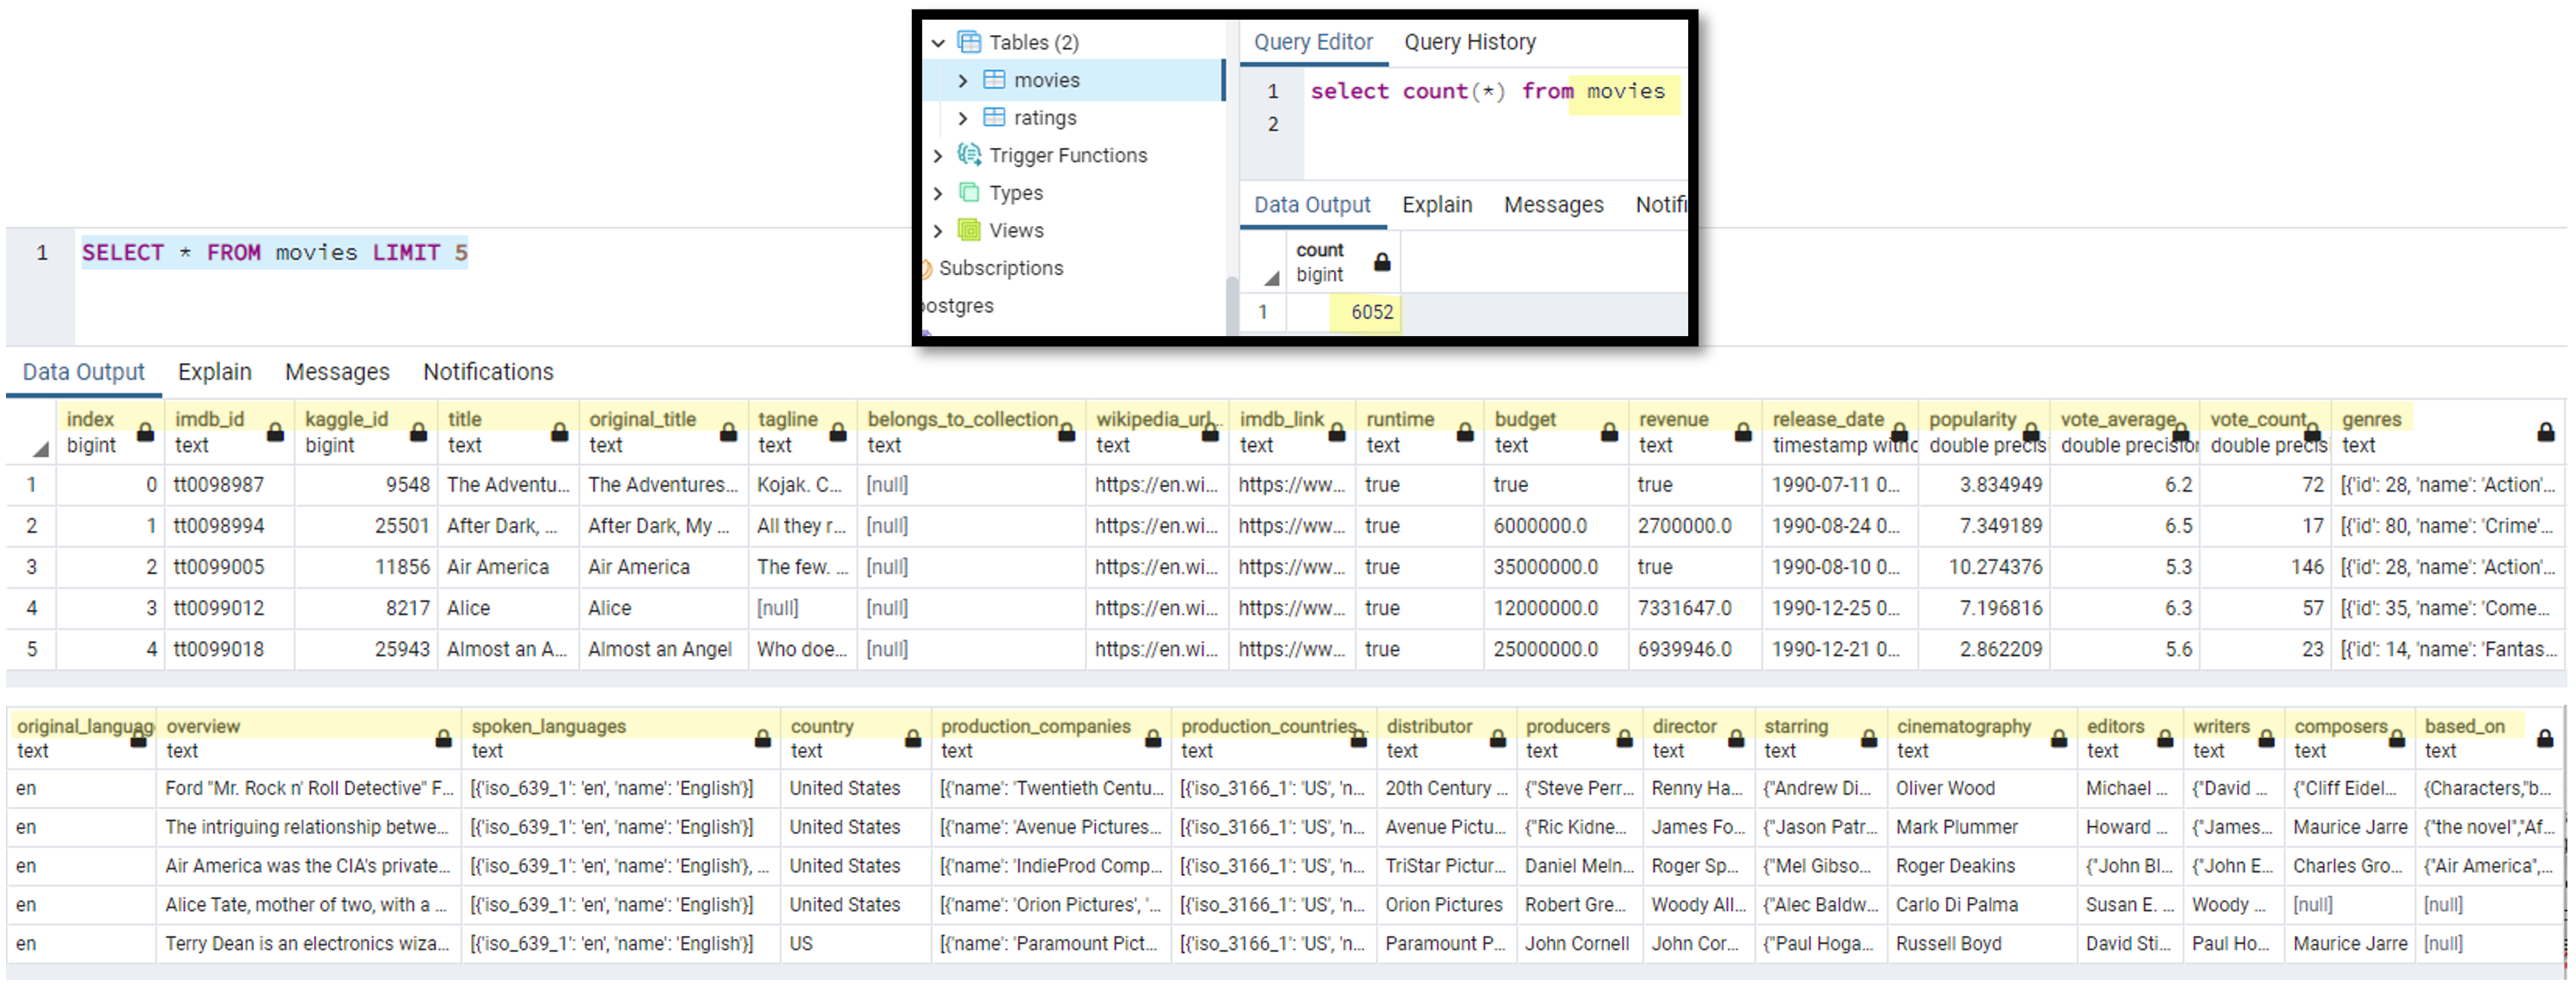 Tables (2)
movies
ratings
Trigger Functions
Types
Views
Subscriptions
postgres
Query Editor Query History
1 select count(*) from movies
2
Data Output Explain Messages Notifi
count
bigint
1 6052
1 SELECT * FROM movies LIMIT 5
Data Output Explain Messages Notifications
index imdb_id kaggle_id title original_title tagline belongs_to_collection wikipedia_url... imdb_link runtime budget revenue release_date popularity vote_average vote_count genres
bigint text bigint text text text text text text text text text timestamp witho double precis double precision double precis text
1 0 tt0098987 9548 The Adventu... The Adventures... Kojak. C... [null] https://en.wi... https://ww... true true true 1990-07-11 0... 3.834949 6.2 72 [{'id': 28, 'name': 'Action'...
2 1 tt0098994 25501 After Dark, ... After Dark, My ... All they r... [null] https://en.wi... https://ww... true 6000000.0 2700000.0 1990-08-24 0... 7.349189 6.5 17 [{'id': 80, 'name': 'Crime'...
3 2 tt0099005 11856 Air America Air America The few. ... [null] https://en.wi... https://ww... true 35000000.0 true 1990-08-10 0... 10.274376 5.3 146 [{'id': 28, 'name': 'Action'...
4 3 tt0099012 8217 Alice Alice [null] [null] https://en.wi... https://ww... true 12000000.0 7331647.0 1990-12-25 0... 7.196816 6.3 57 [{'id': 35, 'name': 'Come...
5 4 tt0099018 25943 Almost an A... Almost an Angel Who doe... [null] https://en.wi... https://ww... true 25000000.0 6939946.0 1990-12-21 0... 2.862209 5.6 23 [{'id': 14, 'name': 'Fantas...
original_language overview spoken_languages country production_companies production_countries... distributor producers director starring cinematography editors writers composers based_on
text text text text text text text text text text text text text text text
en Ford "Mr. Rock n' Roll Detective" F... [{'iso_639_1': 'en', 'name': 'English'}] United States [{'name': 'Twentieth Centu... [{'iso_3166_1': 'US', 'n... 20th Century ... {"Steve Perr... Renny Ha... {"Andrew Di... Oliver Wood Michael ... {"David ... {"Cliff Eidel... {Characters,"b...
en The intriguing relationship betwe... [{'iso_639_1': 'en', 'name': 'English'}] United States [{'name': 'Avenue Pictures... [{'iso_3166_1': 'US', 'n... Avenue Pictu... {"Ric Kidne... James Fo... {"Jason Patr... Mark Plummer Howard ... {"James... Maurice Jarre {"the novel","Af...
en Air America was the CIA's private... [{'iso_639_1': 'en', 'name': 'English'}, ... United States [{'name': 'IndieProd Comp... [{'iso_3166_1': 'US', 'n... TriStar Pictur... Daniel Meln... Roger Sp... {"Mel Gibso... Roger Deakins {"John Bl... {"John E... Charles Gro... {"Air America",...
en Alice Tate, mother of two, with a ... [{'iso_639_1': 'en', 'name': 'English'}] United States [{'name': 'Orion Pictures', '... [{'iso_3166_1': 'US', 'n... Orion Pictures Robert Gre... Woody All... {"Alec Baldw... Carlo Di Palma Susan E. ... Woody ... [null] [null]
en Terry Dean is an electronics wiza... [{'iso_639_1': 'en', 'name': 'English'}] US [{'name': 'Paramount Pict... [{'iso_3166_1': 'US', 'n... Paramount P... John Cornell John Cor... {"Paul Hoga... Russell Boyd David Sti... Paul Ho... Maurice Jarre [null]